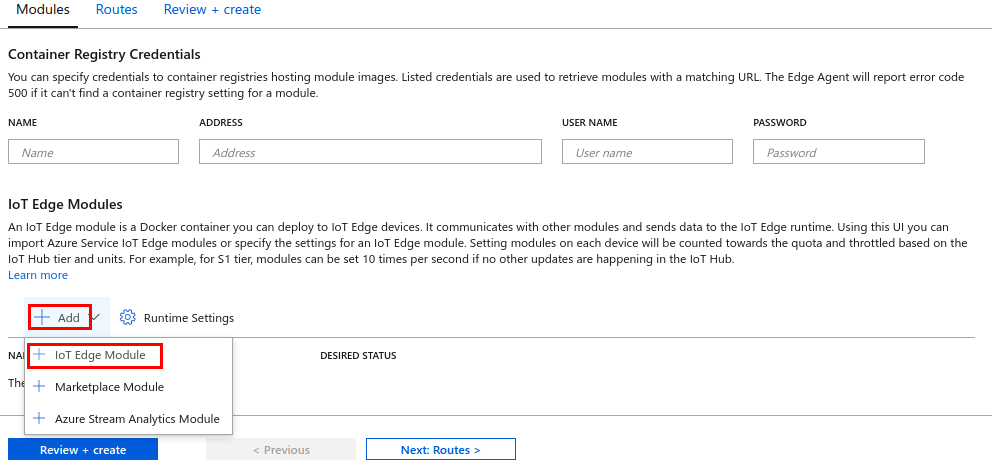 Modules Routes Review + create
Container Registry Credentials
You can specify credentials to container registries hosting module images. Listed credentials are used to retrieve modules with a matching URL. The Edge Agent will report error code
500 if it can't find a container registry setting for a module.
NAME ADDRESS USER NAME PASSWORD
Name Address User name Password
IoT Edge Modules
An IoT Edge module is a Docker container you can deploy to IoT Edge devices. It communicates with other modules and sends data to the IoT Edge runtime. Using this UI you can
import Azure Service IoT Edge modules or specify the settings for an IoT Edge module. Setting modules on each device will be counted towards the quota and throttled based on the
IoT Hub tier and units. For example, for S1 tier, modules can be set 10 times per second if no other updates are happening in the IoT Hub.
Learn more
+ Add Runtime Settings
DESIRED STATUS
+ IoT Edge Module
+ Marketplace Module
+ Azure Stream Analytics Module
Review + create < Previous Next: Routes >